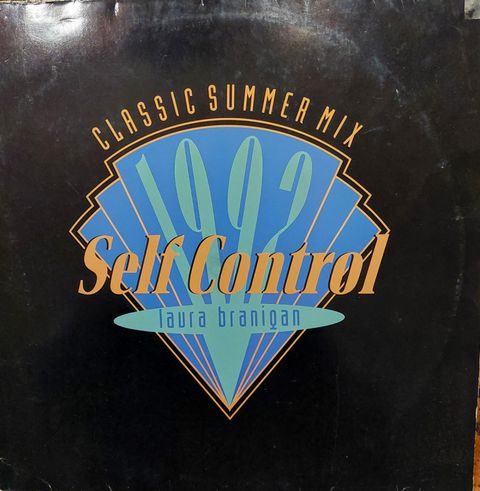 CLASSIC SUMMER MIX
1992
Self Control
laura branigan